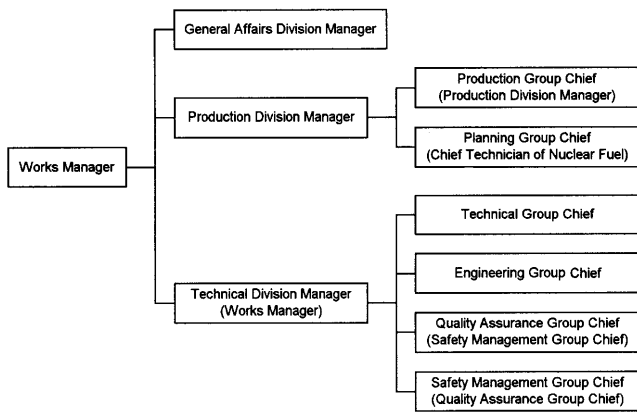 General Affairs Division Manager
Production Division Manager
Production Group Chief
(Production Division Manager)
Planning Group Chief
(Chief Technician of Nuclear Fuel)
Works Manager
Technical Division Manager
(Works Manager)
Technical Group Chief
Engineering Group Chief
Quality Assurance Group Chief
(Safety Management Group Chief)
Safety Management Group Chief
(Quality Assurance Group Chief)